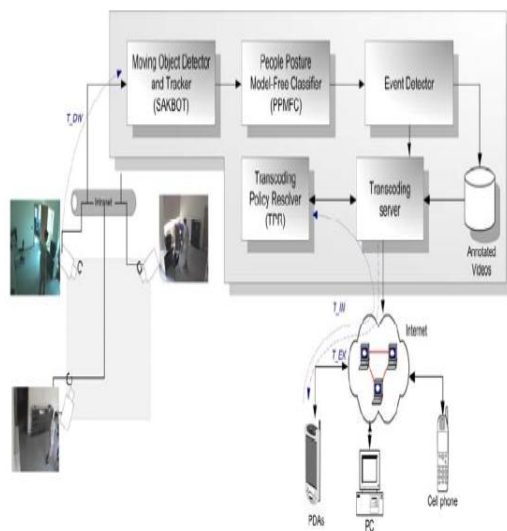 Moving Object Detector
and Tracker
(SAKBOT)
People Posture
Model-Free Classifier
(PPMFC)
Event Detector
T_DW
Transcoding
Policy Resolver
(TPR)
Transcoding
server
Annotated
Videos
Intranet
T_IN
T_EX
Internet
PDAs
PC
Cell phone